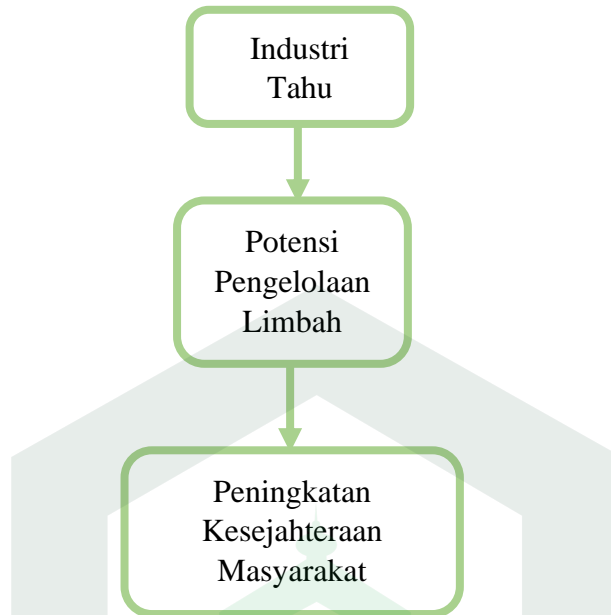 Industri
Tahu
Potensi
Pengelolaan
Limbah
Peningkatan
Kesejahteraan
Masyarakat